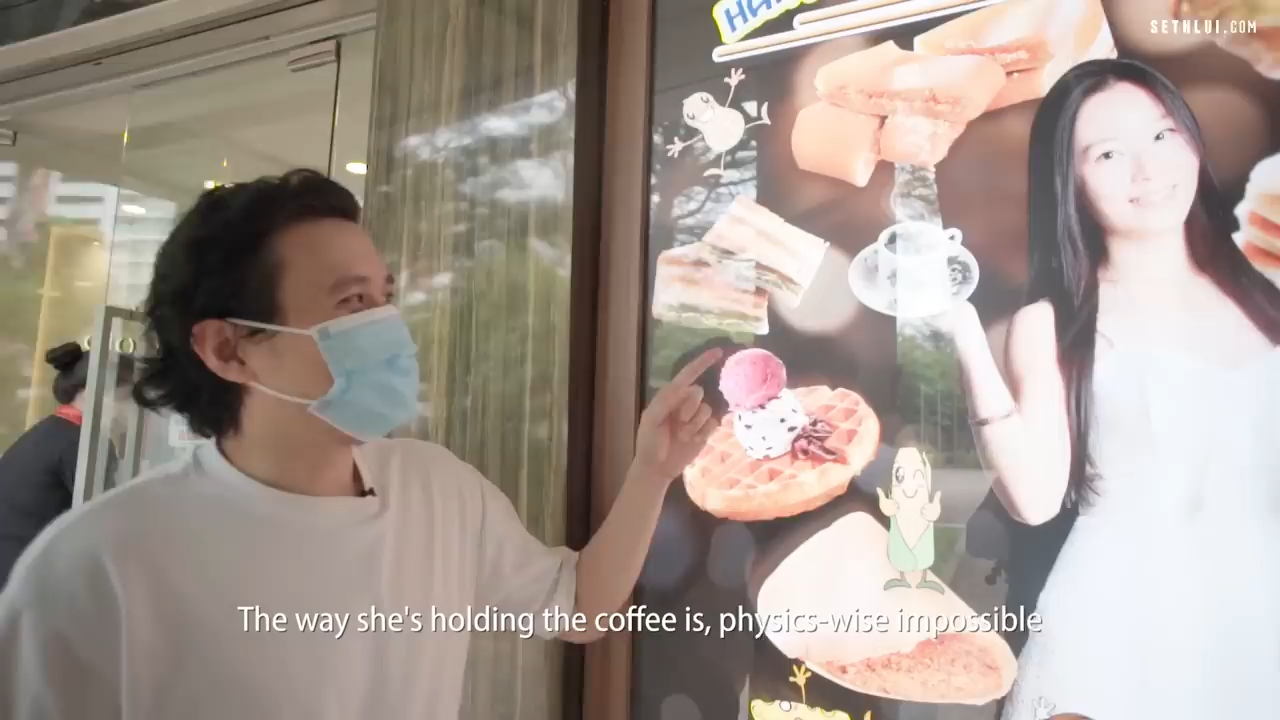 SETHLUI.COM
The way she's holding the coffee is, physics-wise impossible